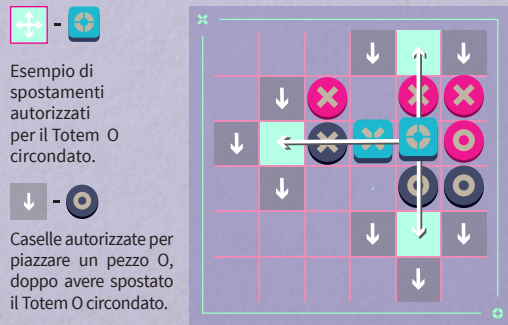 Esempio di
spostamenti
autorizzati
per il Totem O
circondato.
Caselle autorizzate per
piazzare un pezzo O,
doppo avere spostato
il Totem O circondato.